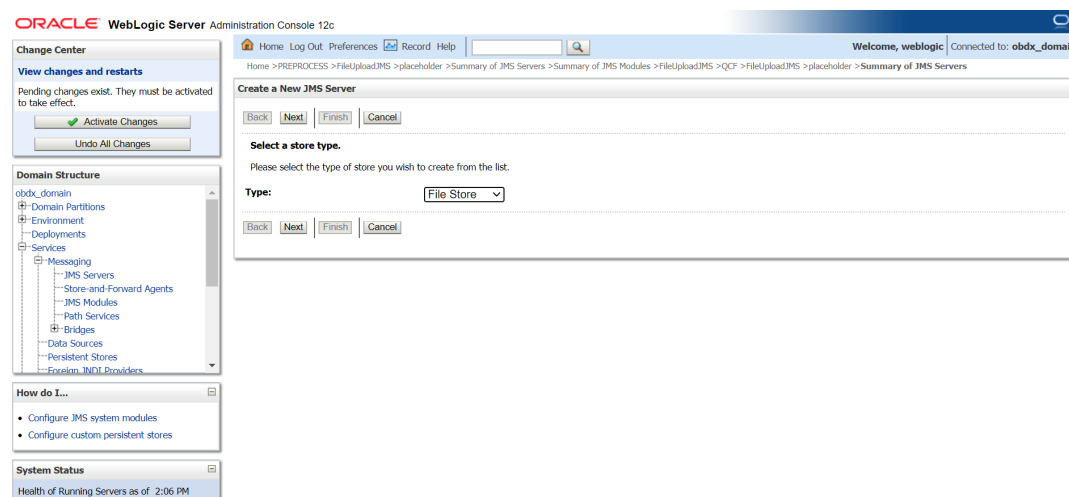 ORACLE WebLogic Server Administration Console 12c
Change Center
View changes and restarts
Pending changes exist. They must be activated
to take effect.
Activate Changes
Undo All Changes
Domain Structure
obdx_domain
Domain Partitions
Environment
Deployments
Services
Messaging
JMS Servers
Store-and-Forward Agents
JMS Modules
Path Services
Bridges
Data Sources
Persistent Stores
Foreign JNDI Providers
How do I...
Configure JMS system modules
Configure custom persistent stores
System Status
Health of Running Servers as of 2:06 PM
Home Log Out Preferences Record Help
Welcome, weblogic Connected to: obdx_domai
Home >PREPROCESS >FileUploadJMS >placeholder >Summary of JMS Servers >Summary of JMS Modules >FileUploadJMS >QCF >FileUploadJMS >placeholder >Summary of JMS Servers
Create a New JMS Server
Back Next Finish Cancel
Select a store type.
Please select the type of store you wish to create from the list.
Type: File Store
Back Next Finish Cancel